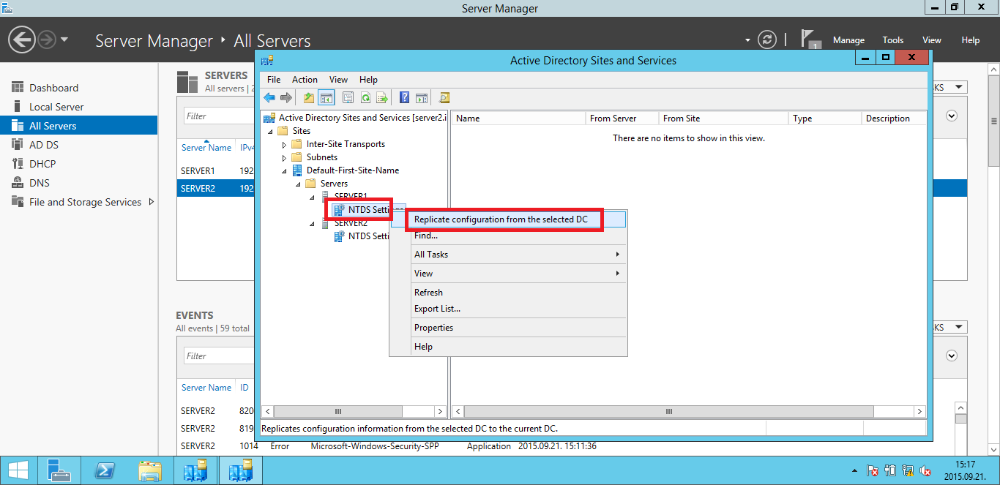 Server Manager
Server Manager ‣ All Servers
1
Manage Tools View Help
Dashboard
Local Server
All Servers
AD DS
DHCP
DNS
File and Storage Services
SERVERS
All servers | 2
KS
Filter
Server Name IPv4
SERVER1 192
SERVER2 192
EVENTS
All events | 59 total
KS
Filter
Server Name ID
SERVER2 820
SERVER2 819
SERVER2 1014 Error Microsoft-Windows-Security-SPP Application 2015.09.21. 15:11:36
Active Directory Sites and Services
File Action View Help
Active Directory Sites and Services [server2.i
Sites
Inter-Site Transports
Subnets
Default-First-Site-Name
Servers
SERVER1
NTDS Setti
SERVER2
NTDS Setti
Name From Server From Site Type Description
There are no items to show in this view.
Replicate configuration from the selected DC
Find...
All Tasks
View
Refresh
Export List...
Properties
Help
Replicates configuration information from the selected DC to the current DC.
15:17
2015.09.21.